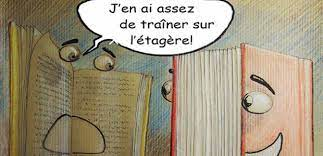 J'en ai assez
de traîner sur
l'étagère!